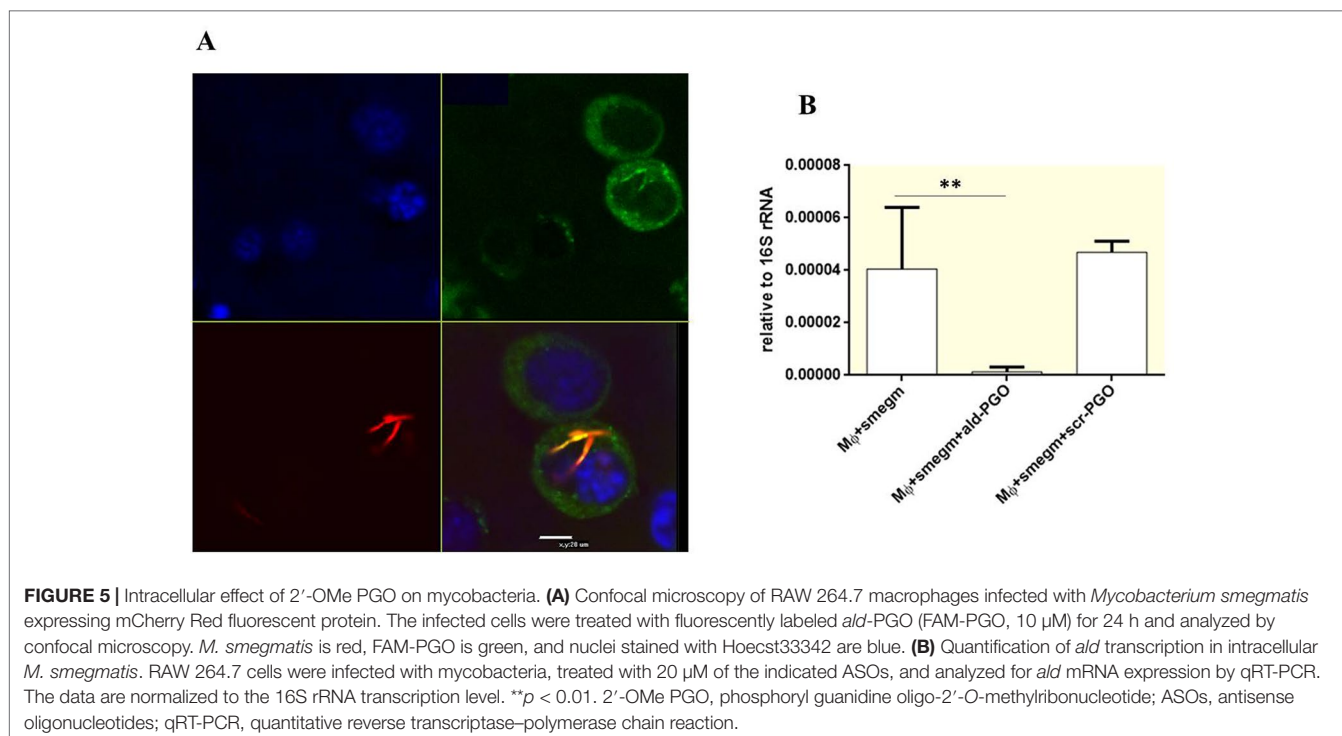 A
B
0.00008
0.00006
0.00004
0.00002
0.00000
relative to 16S rRNA
**
Mϕ+smegm
Mϕ+smegm+ald-PGO
Mϕ+smegm+scr-PGO
x,y:20 um
FIGURE 5 | Intracellular effect of 2′-OMe PGO on mycobacteria. (A) Confocal microscopy of RAW 264.7 macrophages infected with Mycobacterium smegmatis
expressing mCherry Red fluorescent protein. The infected cells were treated with fluorescently labeled ald-PGO (FAM-PGO, 10 µM) for 24 h and analyzed by
confocal microscopy. M. smegmatis is red, FAM-PGO is green, and nuclei stained with Hoecst33342 are blue. (B) Quantification of ald transcription in intracellular
M. smegmatis. RAW 264.7 cells were infected with mycobacteria, treated with 20 µM of the indicated ASOs, and analyzed for ald mRNA expression by qRT-PCR.
The data are normalized to the 16S rRNA transcription level. **p < 0.01. 2′-OMe PGO, phosphoryl guanidine oligo-2′-O-methylribonucleotide; ASOs, antisense
oligonucleotides; qRT-PCR, quantitative reverse transcriptase–polymerase chain reaction.